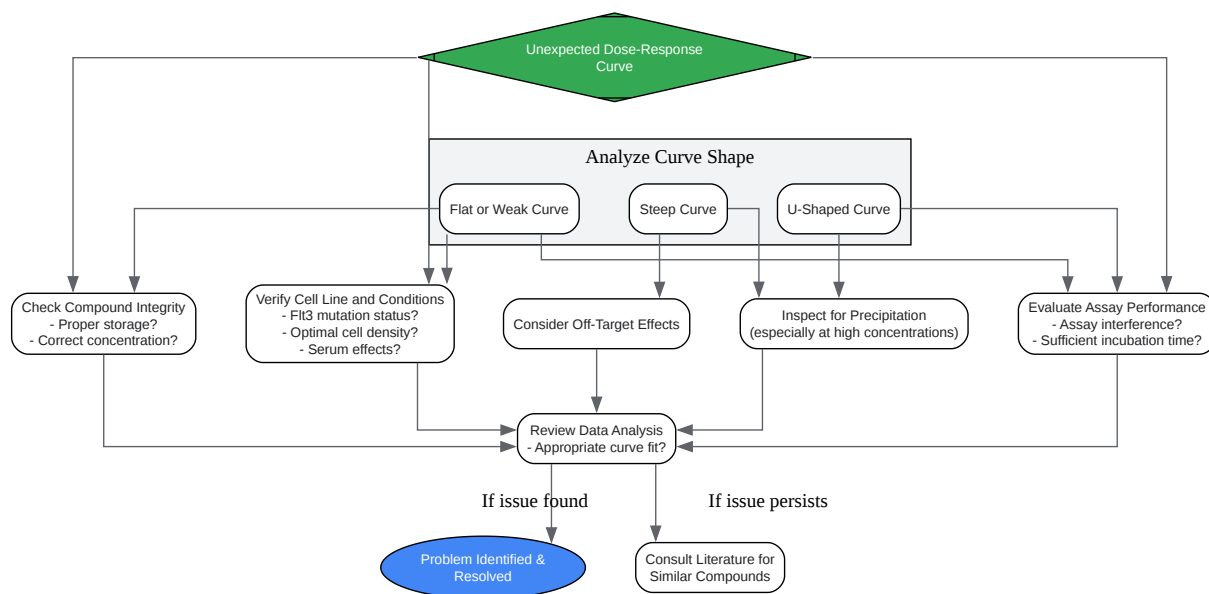 Unexpected Dose-Response
Curve
Analyze Curve Shape
Flat or Weak Curve
Steep Curve
U-Shaped Curve
Check Compound Integrity
- Proper storage?
- Correct concentration?
Verify Cell Line and Conditions
- Flt3 mutation status?
- Optimal cell density?
- Serum effects?
Consider Off-Target Effects
Inspect for Precipitation
(especially at high concentrations)
Evaluate Assay Performance
- Assay interference?
- Sufficient incubation time?
Review Data Analysis
- Appropriate curve fit?
If issue found
If issue persists
Problem Identified &
Resolved
Consult Literature for
Similar Compounds